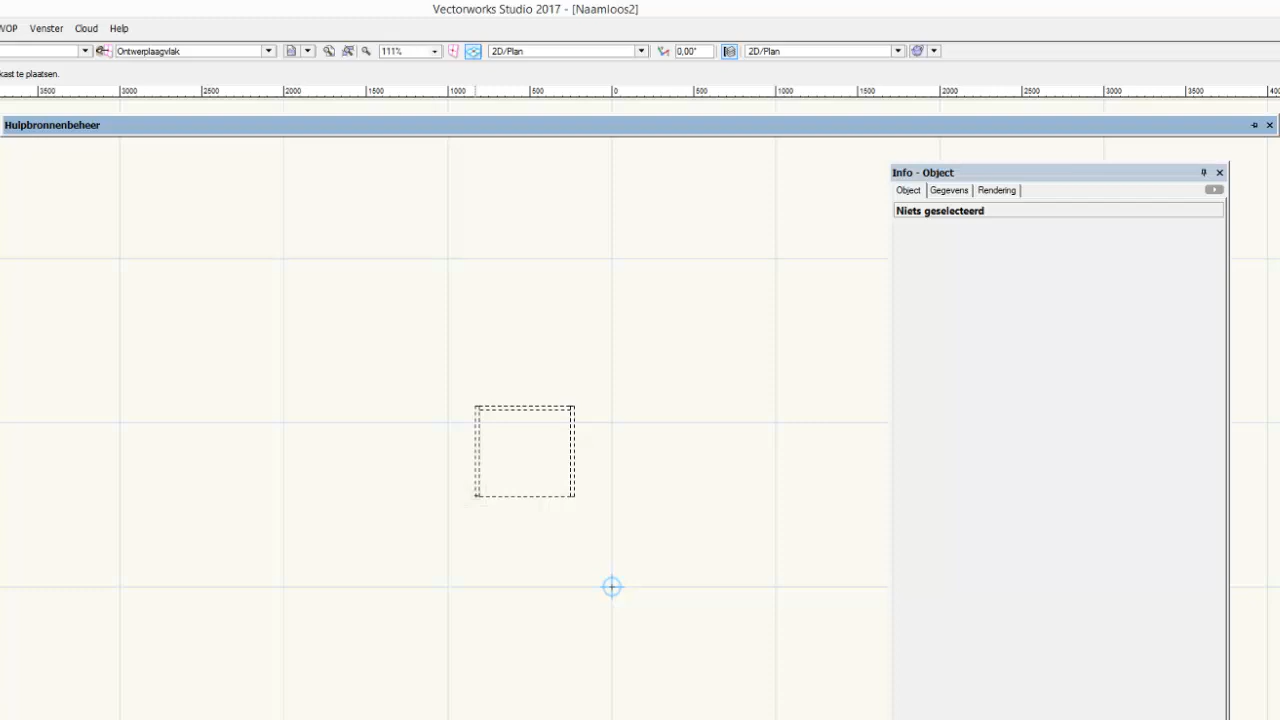 Vectorworks Studio 2017 - [Naamloos2]
WOP Venster Cloud Help
Ontwerplaagvlak 111% 2D/Plan 0,00° 2D/Plan
kast te plaatsen.
3500 3000 2500 2000 1500 1000 500 0 500 1000 1500 2000 2500 3000 3500
Hulpbronnenbeheer
Info - Object
Object Gegevens Rendering
Niets geselecteerd